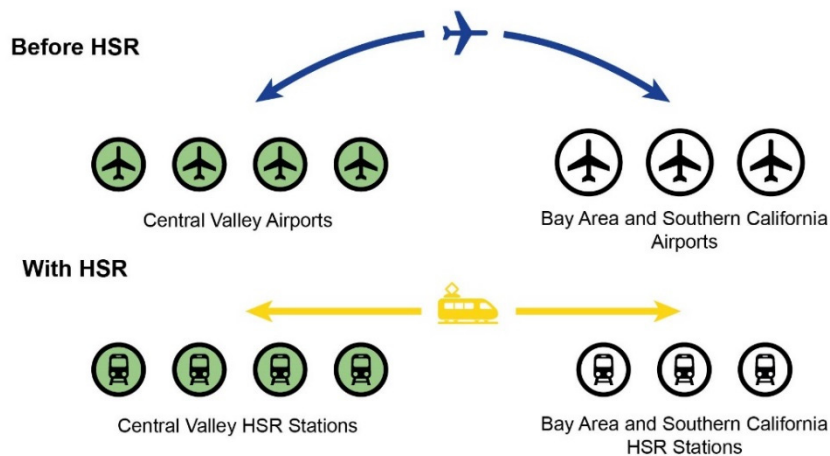 Before HSR
Central Valley Airports
Bay Area and Southern California
Airports
With HSR
Central Valley HSR Stations
Bay Area and Southern California
HSR Stations